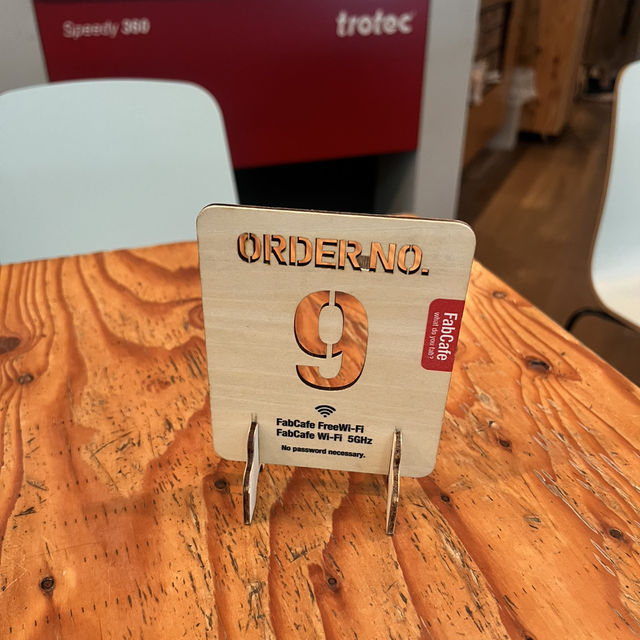 Speedy 360
trotec
ORDER NO.
9
FabCafe
what do you fab?
FabCafe FreeWi-Fi
FabCafe Wi-Fi 5GHz
No password necessary.